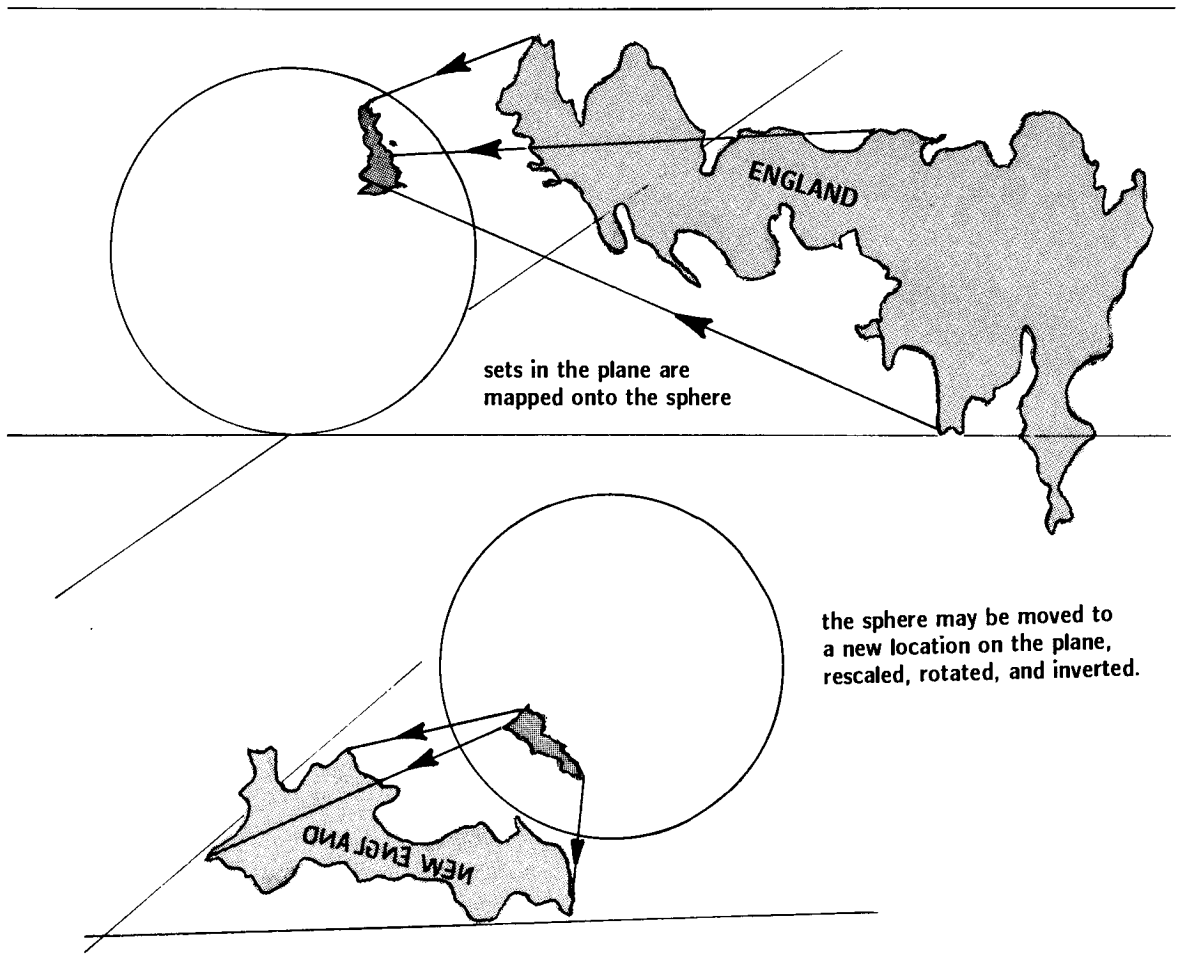 ENGLAND
sets in the plane are
mapped onto the sphere
the sphere may be moved to
a new location on the plane,
rescaled, rotated, and inverted.
NEW ENGLAND